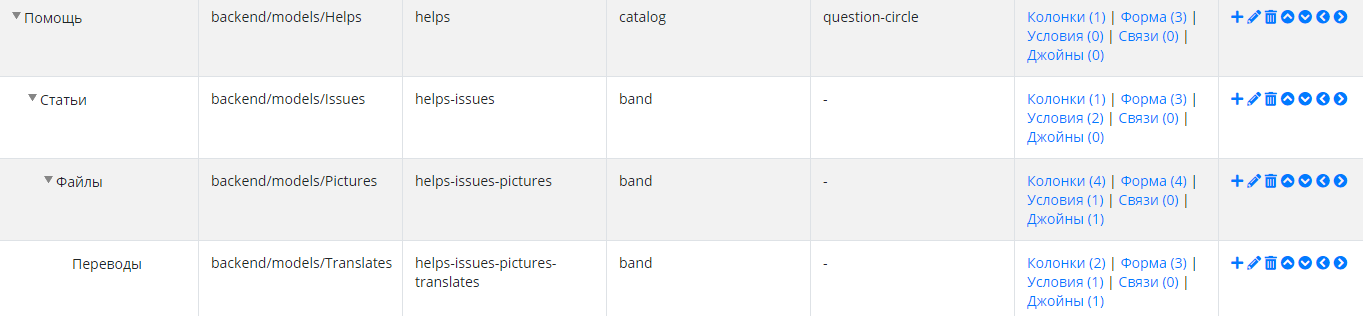 Помощь backend/models/Helps helps catalog question-circle Колонки (1) | Форма (3) |
Условия (0) | Связи (0) |
Джойны (0)
Статьи backend/models/Issues helps-issues band - Колонки (1) | Форма (3) |
Условия (2) | Связи (0) |
Джойны (0)
Файлы backend/models/Pictures helps-issues-pictures band - Колонки (4) | Форма (4) |
Условия (1) | Связи (0) |
Джойны (1)
Переводы backend/models/Translates helps-issues-pictures- band - Колонки (2) | Форма (3) |
translates Условия (1) | Связи (0) |
Джойны (1)